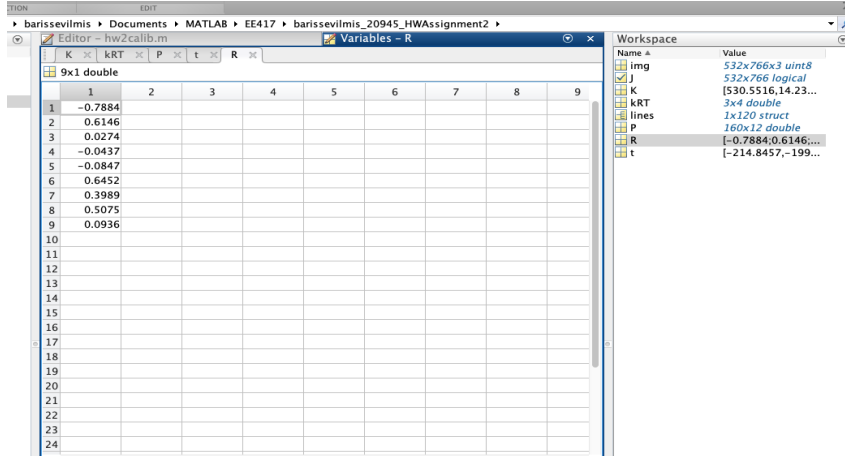 CTION EDIT
barissevilmis ▸ Documents ▸ MATLAB ▸ EE417 ▸ barissevilmis_20945_HWAssignment2 ▸
Editor – hw2calib.m Variables – R Workspace
K kRT P t R
Name Value
9x1 double
img 532x766x3 uint8
J 532x766 logical
K [530.5516,14.23...
kRT 3x4 double
lines 1x120 struct
P 160x12 double
R [-0.7884;0.6146;...
t [-214.8457,-199...
1 2 3 4 5 6 7 8 9
1 -0.7884
2 0.6146
3 0.0274
4 -0.0437
5 -0.0847
6 0.6452
7 0.3989
8 0.5075
9 0.0936
10
11
12
13
14
15
16
17
18
19
20
21
22
23
24